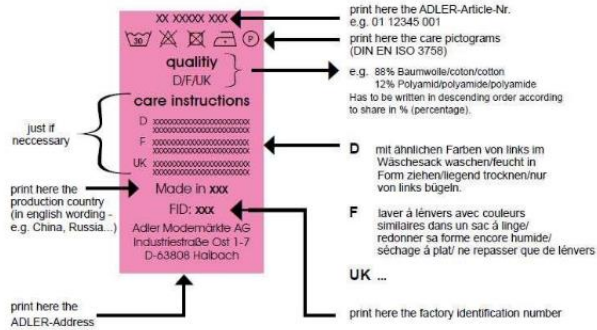 print here the ADLER-Article-Nr.
e.g. 01 12345 001
print here the care pictograms
(DIN EN ISO 3758)
e.g. 88% Baumwolle/coton/cotton
12% Polyamid/polyamide/polyamide
Has to be written in descending order according
to share in % (percentage).
xx xxxxx xxx
30
P
qualitiy
D/F/UK
care instructions
D xxxxxxxxxxxxxxxxxxxxxxxx
xxxxxxxxxxxxxxxxxxxxxxxx
F xxxxxxxxxxxxxxxxxxxxxxxx
xxxxxxxxxxxxxxxxxxxxxxxx
UK xxxxxxxxxxxxxxxxxxxxxxxx
xxxxxxxxxxxxxxxxxxxxxxxx
Made in xxx
FID: xxx
Adler Modemärkte AG
Industriestraße Ost 1-7
D-63808 Haibach
just if
neccessary
print here the
production country
(in english wording -
e.g. China, Russia...)
print here the
ADLER-Address
D mit ähnlichen Farben von links im
Wäschesack waschen/feucht in
Form ziehen/liegend trocknen/nur
von links bügeln.
F laver á lénvers avec couleurs
similaires dans un sac á linge/
redonner sa forme encore humide/
séchage á plat/ ne repasser que de lénvers
UK ...
print here the factory identification number